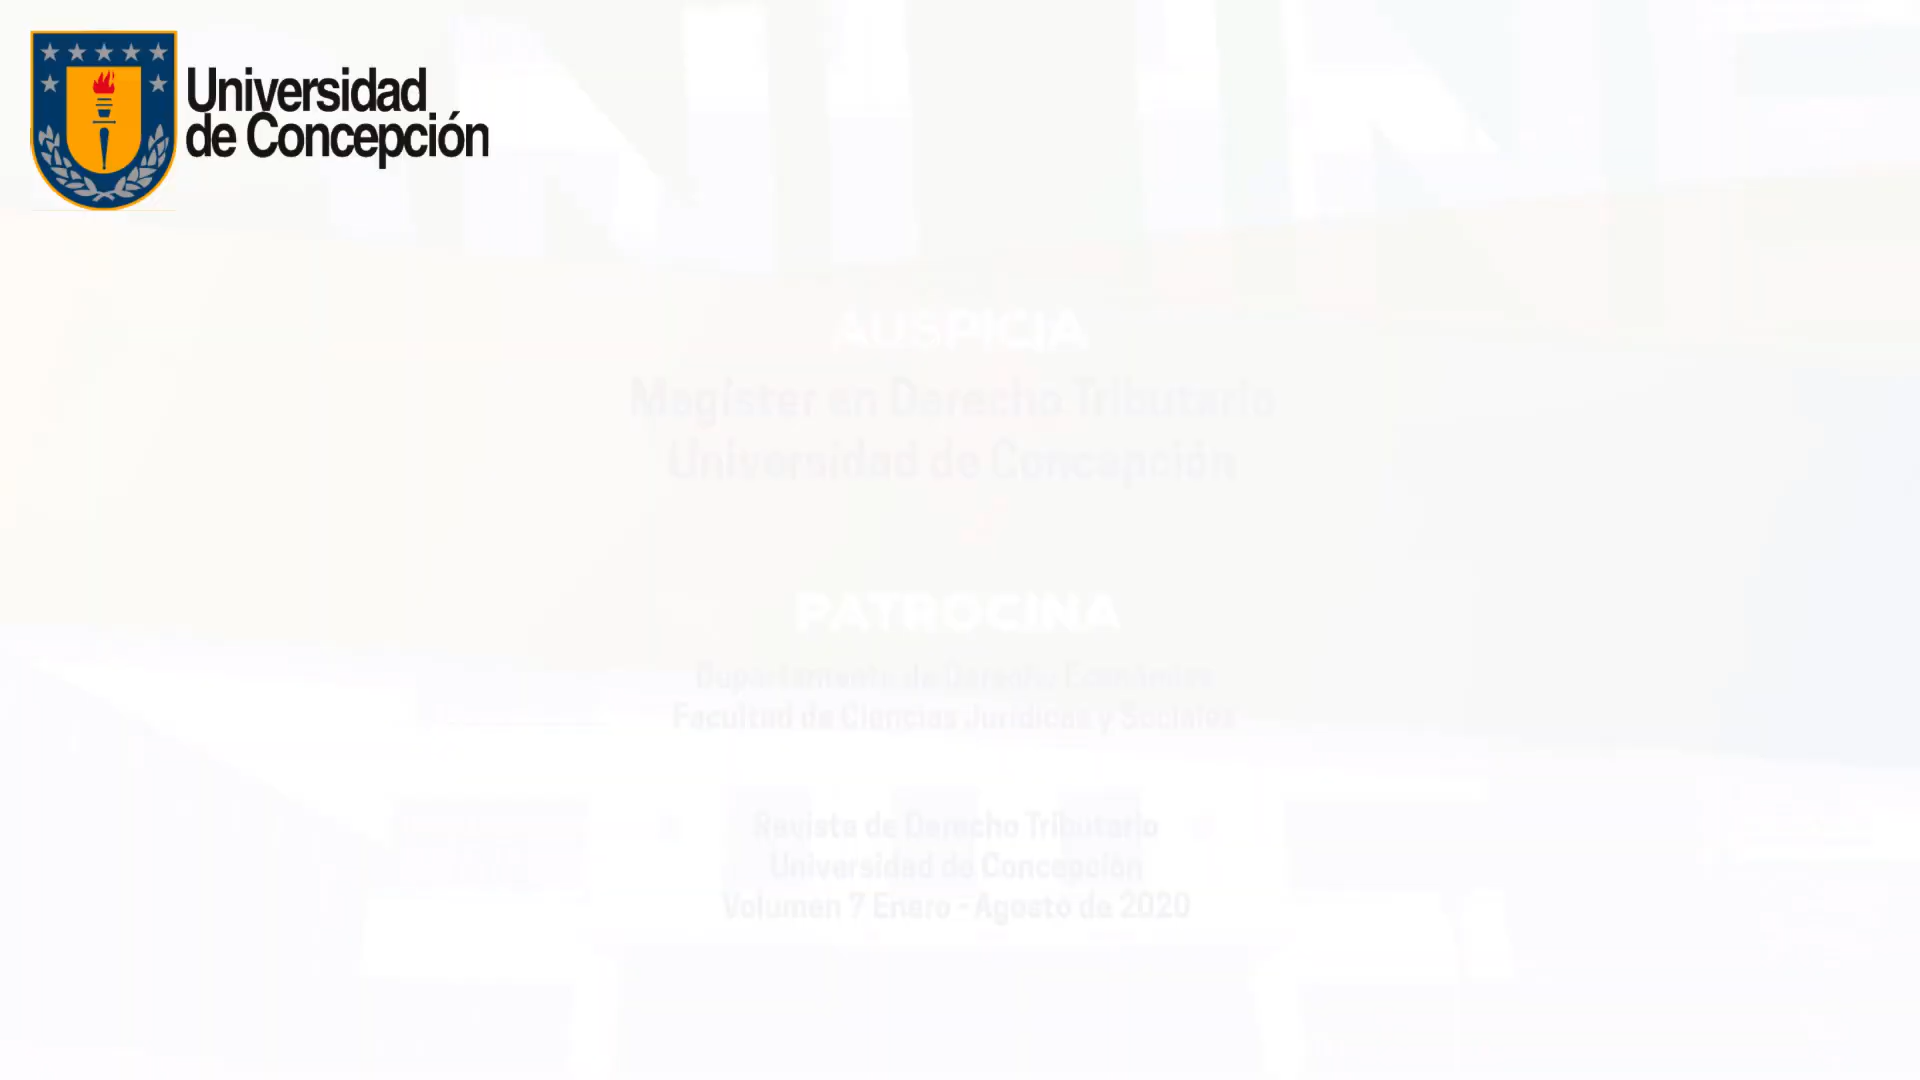 Universidad
de Concepción
AUSPICIA
Magíster en Derecho Tributario
Universidad de Concepción
PATROCINA
Departamento de Derecho Económico
Facultad de Ciencias Jurídicas y Sociales
Revista de Derecho Tributario
Universidad de Concepción
Volumen 7 Enero - Agosto de 2020